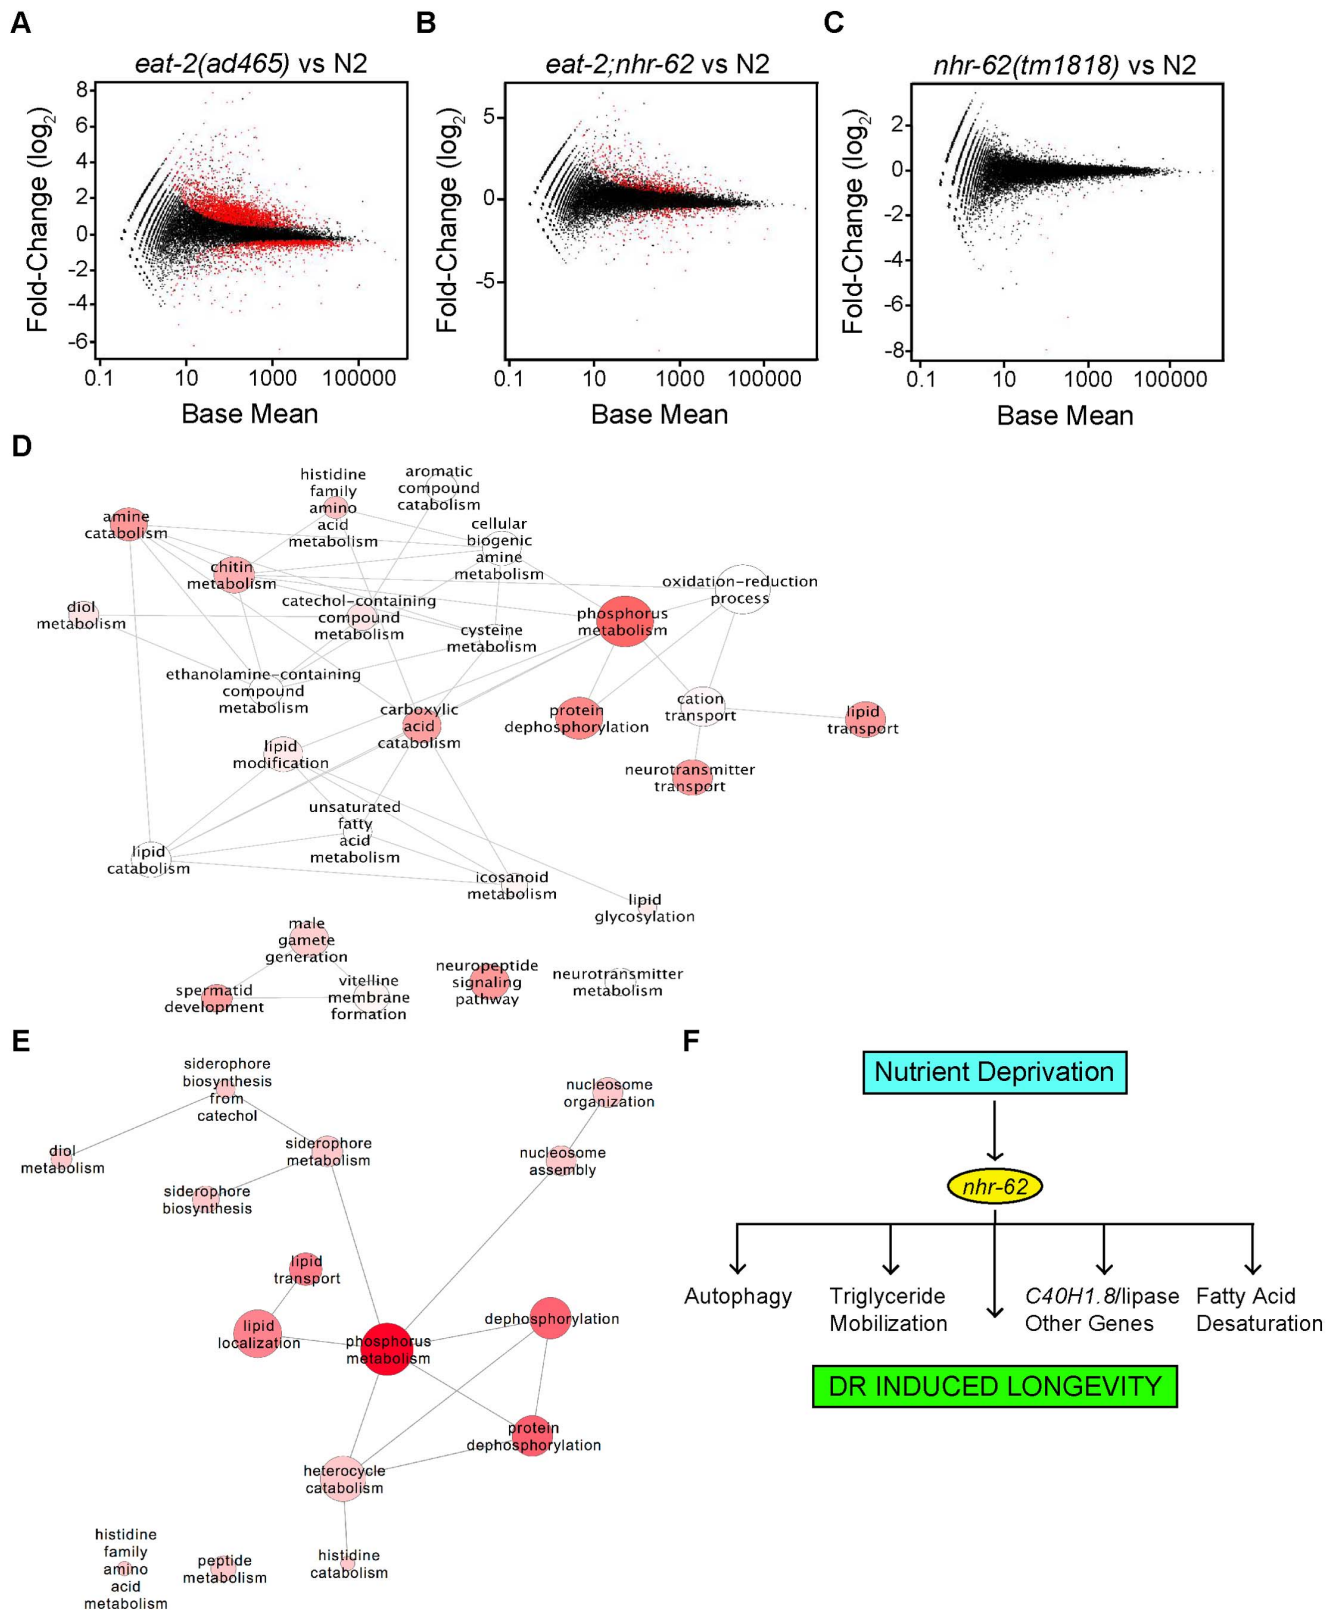 A
B
C
eat-2(ad465) vs N2
eat-2;nhr-62 vs N2
nhr-62(tm1818) vs N2
Fold-Change (log2)
8
6
4
2
0
-2
-4
-6
0.1
10
1000
100000
Base Mean
Fold-Change (log2)
5
0
-5
0.1
10
1000
100000
Base Mean
Fold-Change (log2)
2
0
-2
-4
-6
-8
0.1
10
1000
100000
Base Mean
D
histidine
family
amino
acid
metabolism
aromatic
compound
catabolism
amine
catabolism
cellular
biogenic
amine
metabolism
chitin
metabolism
oxidation-reduction
process
diol
metabolism
catechol-containing
compound
metabolism
phosphorus
metabolism
cysteine
metabolism
ethanolamine-containing
compound
metabolism
carboxylic
acid
catabolism
protein
dephosphorylation
cation
transport
lipid
transport
lipid
modification
neurotransmitter
transport
unsaturated
fatty
acid
metabolism
lipid
catabolism
icosanoid
metabolism
lipid
glycosylation
male
gamete
generation
spermatid
development
vitelline
membrane
formation
neuropeptide
signaling
pathway
neurotransmitter
metabolism
E
siderophore
biosynthesis
from
catechol
nucleosome
organization
diol
metabolism
siderophore
metabolism
nucleosome
assembly
siderophore
biosynthesis
lipid
transport
lipid
localization
phosphorus
metabolism
dephosphorylation
protein
dephosphorylation
heterocycle
catabolism
histidine
family
amino
acid
metabolism
peptide
metabolism
histidine
catabolism
F
Nutrient Deprivation
nhr-62
Autophagy
Triglyceride
Mobilization
C40H1.8/lipase
Other Genes
Fatty Acid
Desaturation
DR INDUCED LONGEVITY